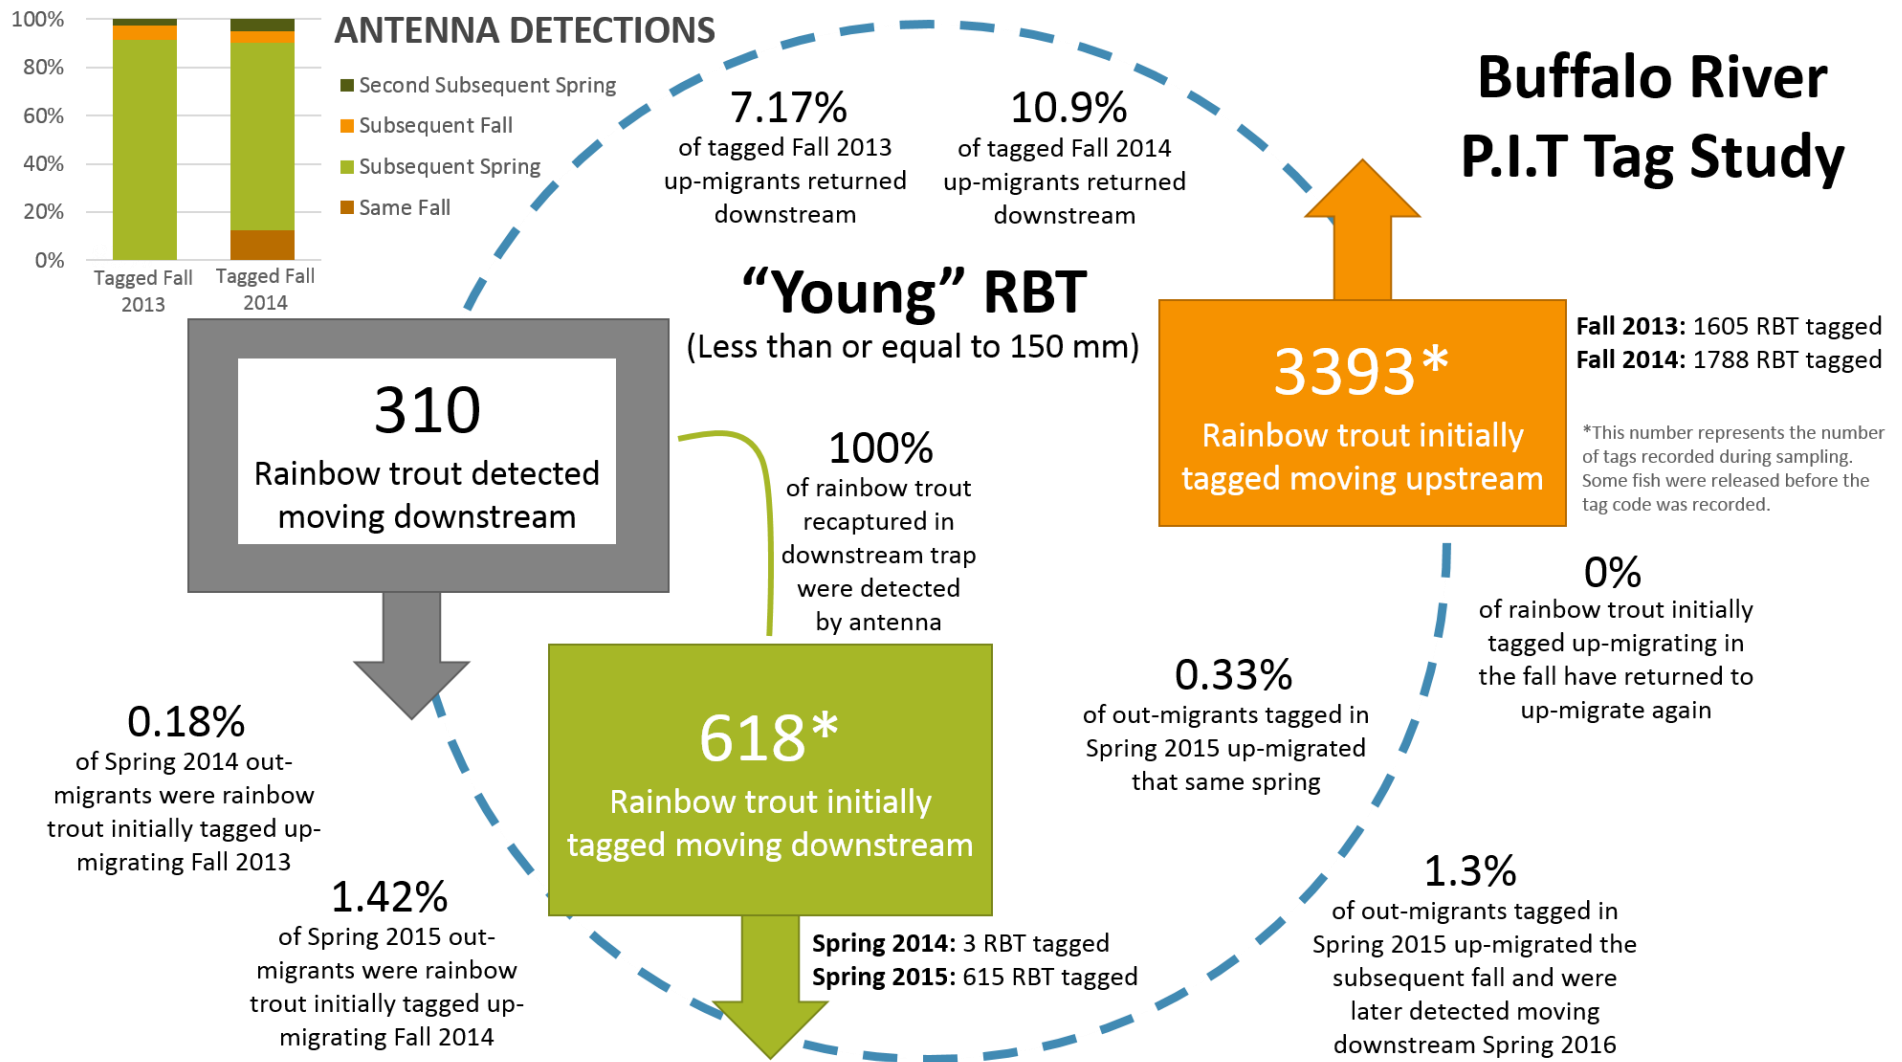 100%
80%
60%
40%
20%
0%
Tagged Fall
2013
Tagged Fall
2014
ANTENNA DETECTIONS
Second Subsequent Spring
Subsequent Fall
Subsequent Spring
Same Fall
7.17%
of tagged Fall 2013
up-migrants returned
downstream
10.9%
of tagged Fall 2014
up-migrants returned
downstream
Buffalo River
P.I.T Tag Study
“Young” RBT
(Less than or equal to 150 mm)
310
Rainbow trout detected
moving downstream
100%
of rainbow trout
recaptured in
downstream trap
were detected
by antenna
3393*
Rainbow trout initially
tagged moving upstream
Fall 2013: 1605 RBT tagged
Fall 2014: 1788 RBT tagged
*This number represents the number
of tags recorded during sampling.
Some fish were released before the
tag code was recorded.
0%
of rainbow trout initially
tagged up-migrating in
the fall have returned to
up-migrate again
0.33%
of out-migrants tagged in
Spring 2015 up-migrated
that same spring
618*
Rainbow trout initially
tagged moving downstream
0.18%
of Spring 2014 out-
migrants were rainbow
trout initially tagged up-
migrating Fall 2013
1.42%
of Spring 2015 out-
migrants were rainbow
trout initially tagged up-
migrating Fall 2014
Spring 2014: 3 RBT tagged
Spring 2015: 615 RBT tagged
1.3%
of out-migrants tagged in
Spring 2015 up-migrated the
subsequent fall and were
later detected moving
downstream Spring 2016